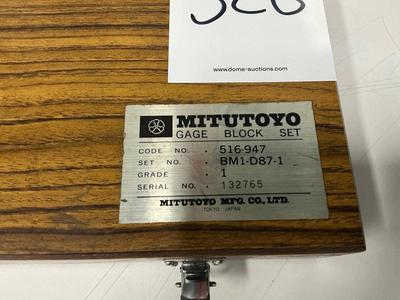 www.dome-auctions.com
MITUTOYO
GAGE BLOCK SET
CODE NO. 516-947
SET NO. BM1-D87-1
GRADE 1
SERIAL NO. 132765
MITUTOYO MFG. CO., LTD.
TOKYO JAPAN